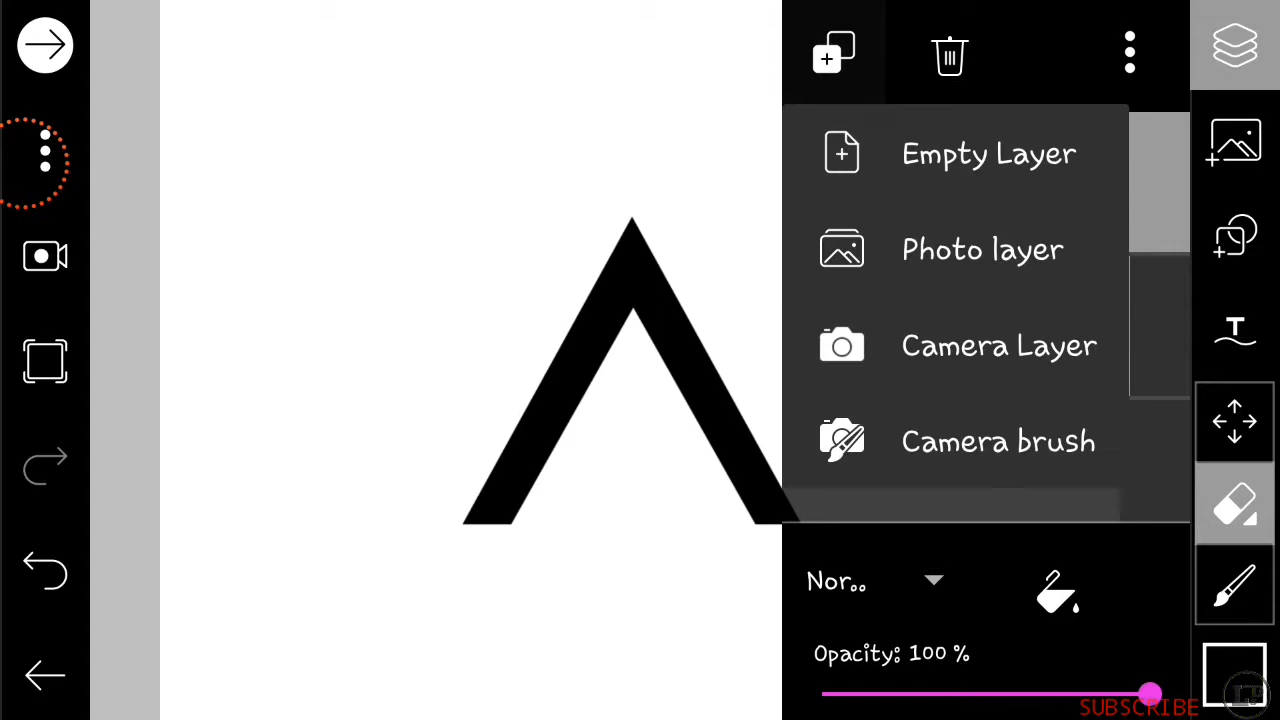 Empty Layer
Photo layer
Camera Layer
Camera brush
Nor..
Opacity: 100 %
T
SUBSCRIBE